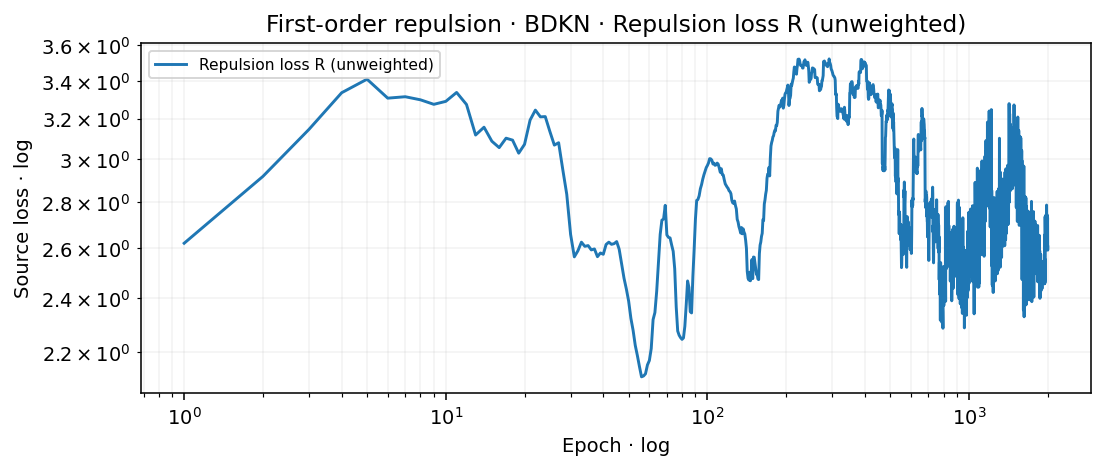 First-order repulsion · BDKN · Repulsion loss R (unweighted)
Repulsion loss R (unweighted)
Source loss · log
3.6 × 10⁰
3.4 × 10⁰
3.2 × 10⁰
3 × 10⁰
2.8 × 10⁰
2.6 × 10⁰
2.4 × 10⁰
2.2 × 10⁰
10⁰ 10¹ 10² 10³
Epoch · log